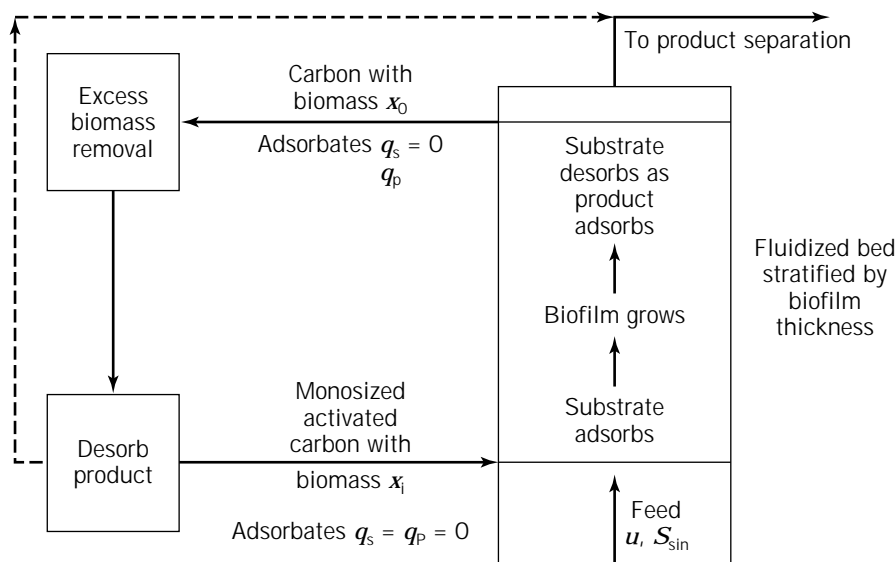 To product separation
Excess
biomass
removal
Carbon with
biomass x0
Adsorbates qs = 0
qp
Substrate
desorbs as
product
adsorbs
Fluidized bed
stratified by
biofilm
thickness
Biofilm grows
Substrate
adsorbs
Desorb
product
Monosized
activated
carbon with
biomass xi
Adsorbates qs = qP = 0
Feed
u, Ssin